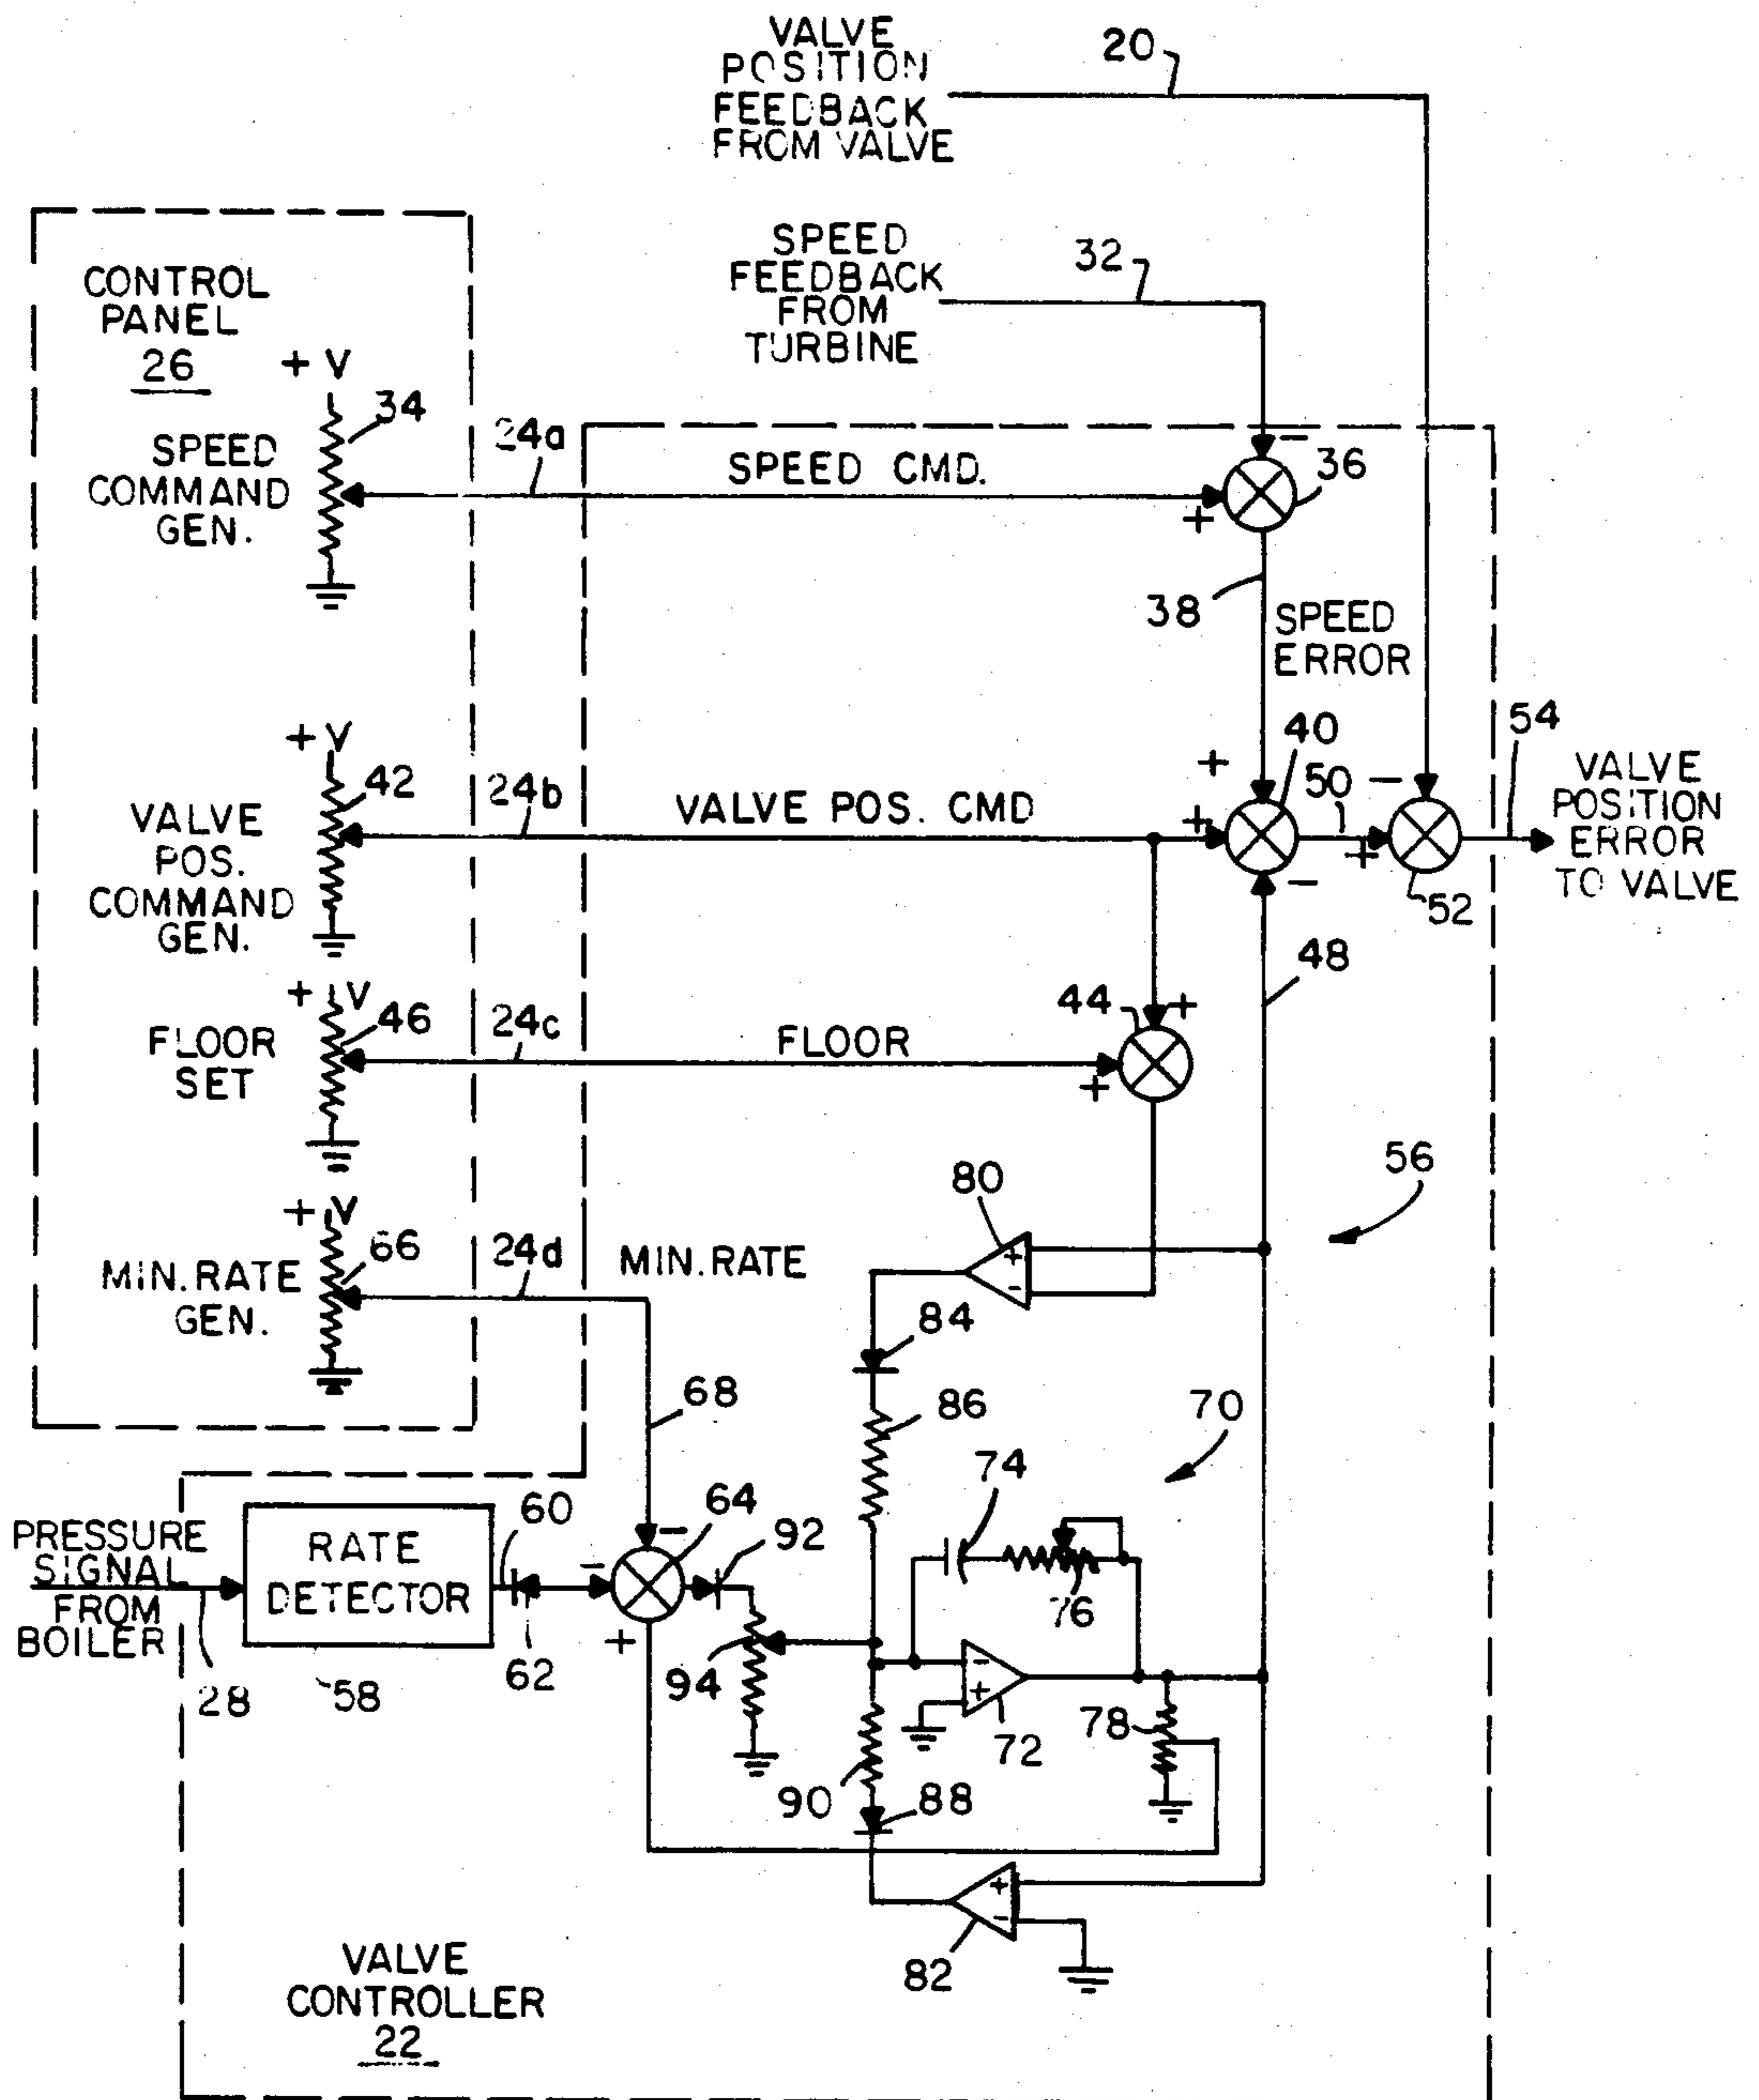 VALVE
POSITION
FEEDBACK
FROM VALVE
20
SPEED
FEEDBACK
FROM
TURBINE
32
CONTROL
PANEL
26
+ V
34
SPEED
COMMAND
GEN.
24a
SPEED CMD.
-
+
36
38
SPEED
ERROR
+ V
42
VALVE
POS.
COMMAND
GEN.
24b
VALVE POS. CMD
+
+
-
40
50
-
+
52
54
VALVE
POSITION
ERROR
TO VALVE
48
+ V
46
FLOOR
SET
24c
FLOOR
44
+
+
56
+ V
66
MIN. RATE
GEN.
24d
MIN. RATE
80
+
-
84
68
86
70
74
76
PRESSURE
SIGNAL
FROM
BOILER
28
RATE
DETECTOR
58
60
62
-
-
+
64
92
94
-
+
72
78
90
88
+
-
82
VALVE
CONTROLLER
22